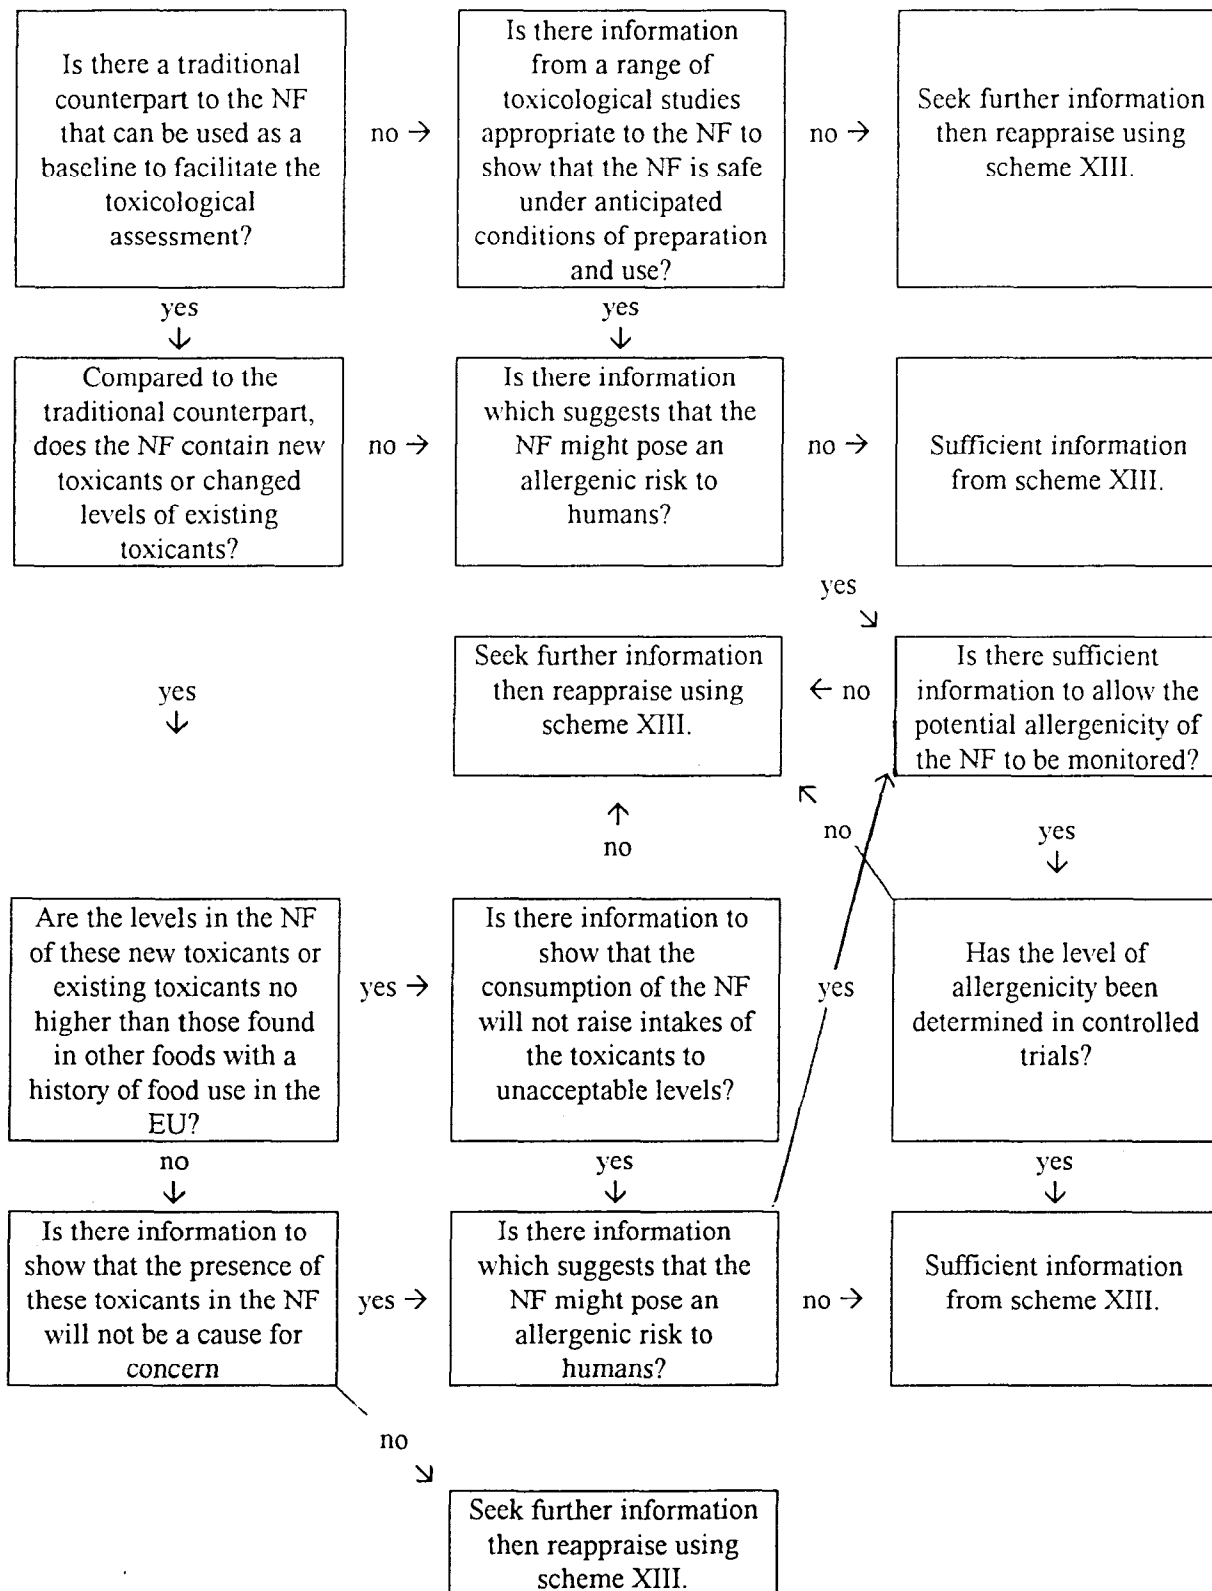 Is there a traditional
counterpart to the NF
that can be used as a
baseline to facilitate the
toxicological
assessment?
no →
Is there information
from a range of
toxicological studies
appropriate to the NF to
show that the NF is safe
under anticipated
conditions of preparation
and use?
no →
Seek further information
then reappraise using
scheme XIII.
yes
↓
yes
↓
Compared to the
traditional counterpart,
does the NF contain new
toxicants or changed
levels of existing
toxicants?
no →
Is there information
which suggests that the
NF might pose an
allergenic risk to
humans?
no →
Sufficient information
from scheme XIII.
yes
↘
yes
↓
Seek further information
then reappraise using
scheme XIII.
← no
Is there sufficient
information to allow the
potential allergenicity of
the NF to be monitored?
↑
no
↖
no
yes
↓
Are the levels in the NF
of these new toxicants or
existing toxicants no
higher than those found
in other foods with a
history of food use in the
EU?
yes →
Is there information to
show that the
consumption of the NF
will not raise intakes of
the toxicants to
unacceptable levels?
yes
Has the level of
allergenicity been
determined in controlled
trials?
no
↓
yes
↓
yes
↓
Is there information to
show that the presence of
these toxicants in the NF
will not be a cause for
concern
yes →
Is there information
which suggests that the
NF might pose an
allergenic risk to
humans?
no →
Sufficient information
from scheme XIII.
no
↘
Seek further information
then reappraise using
scheme XIII.